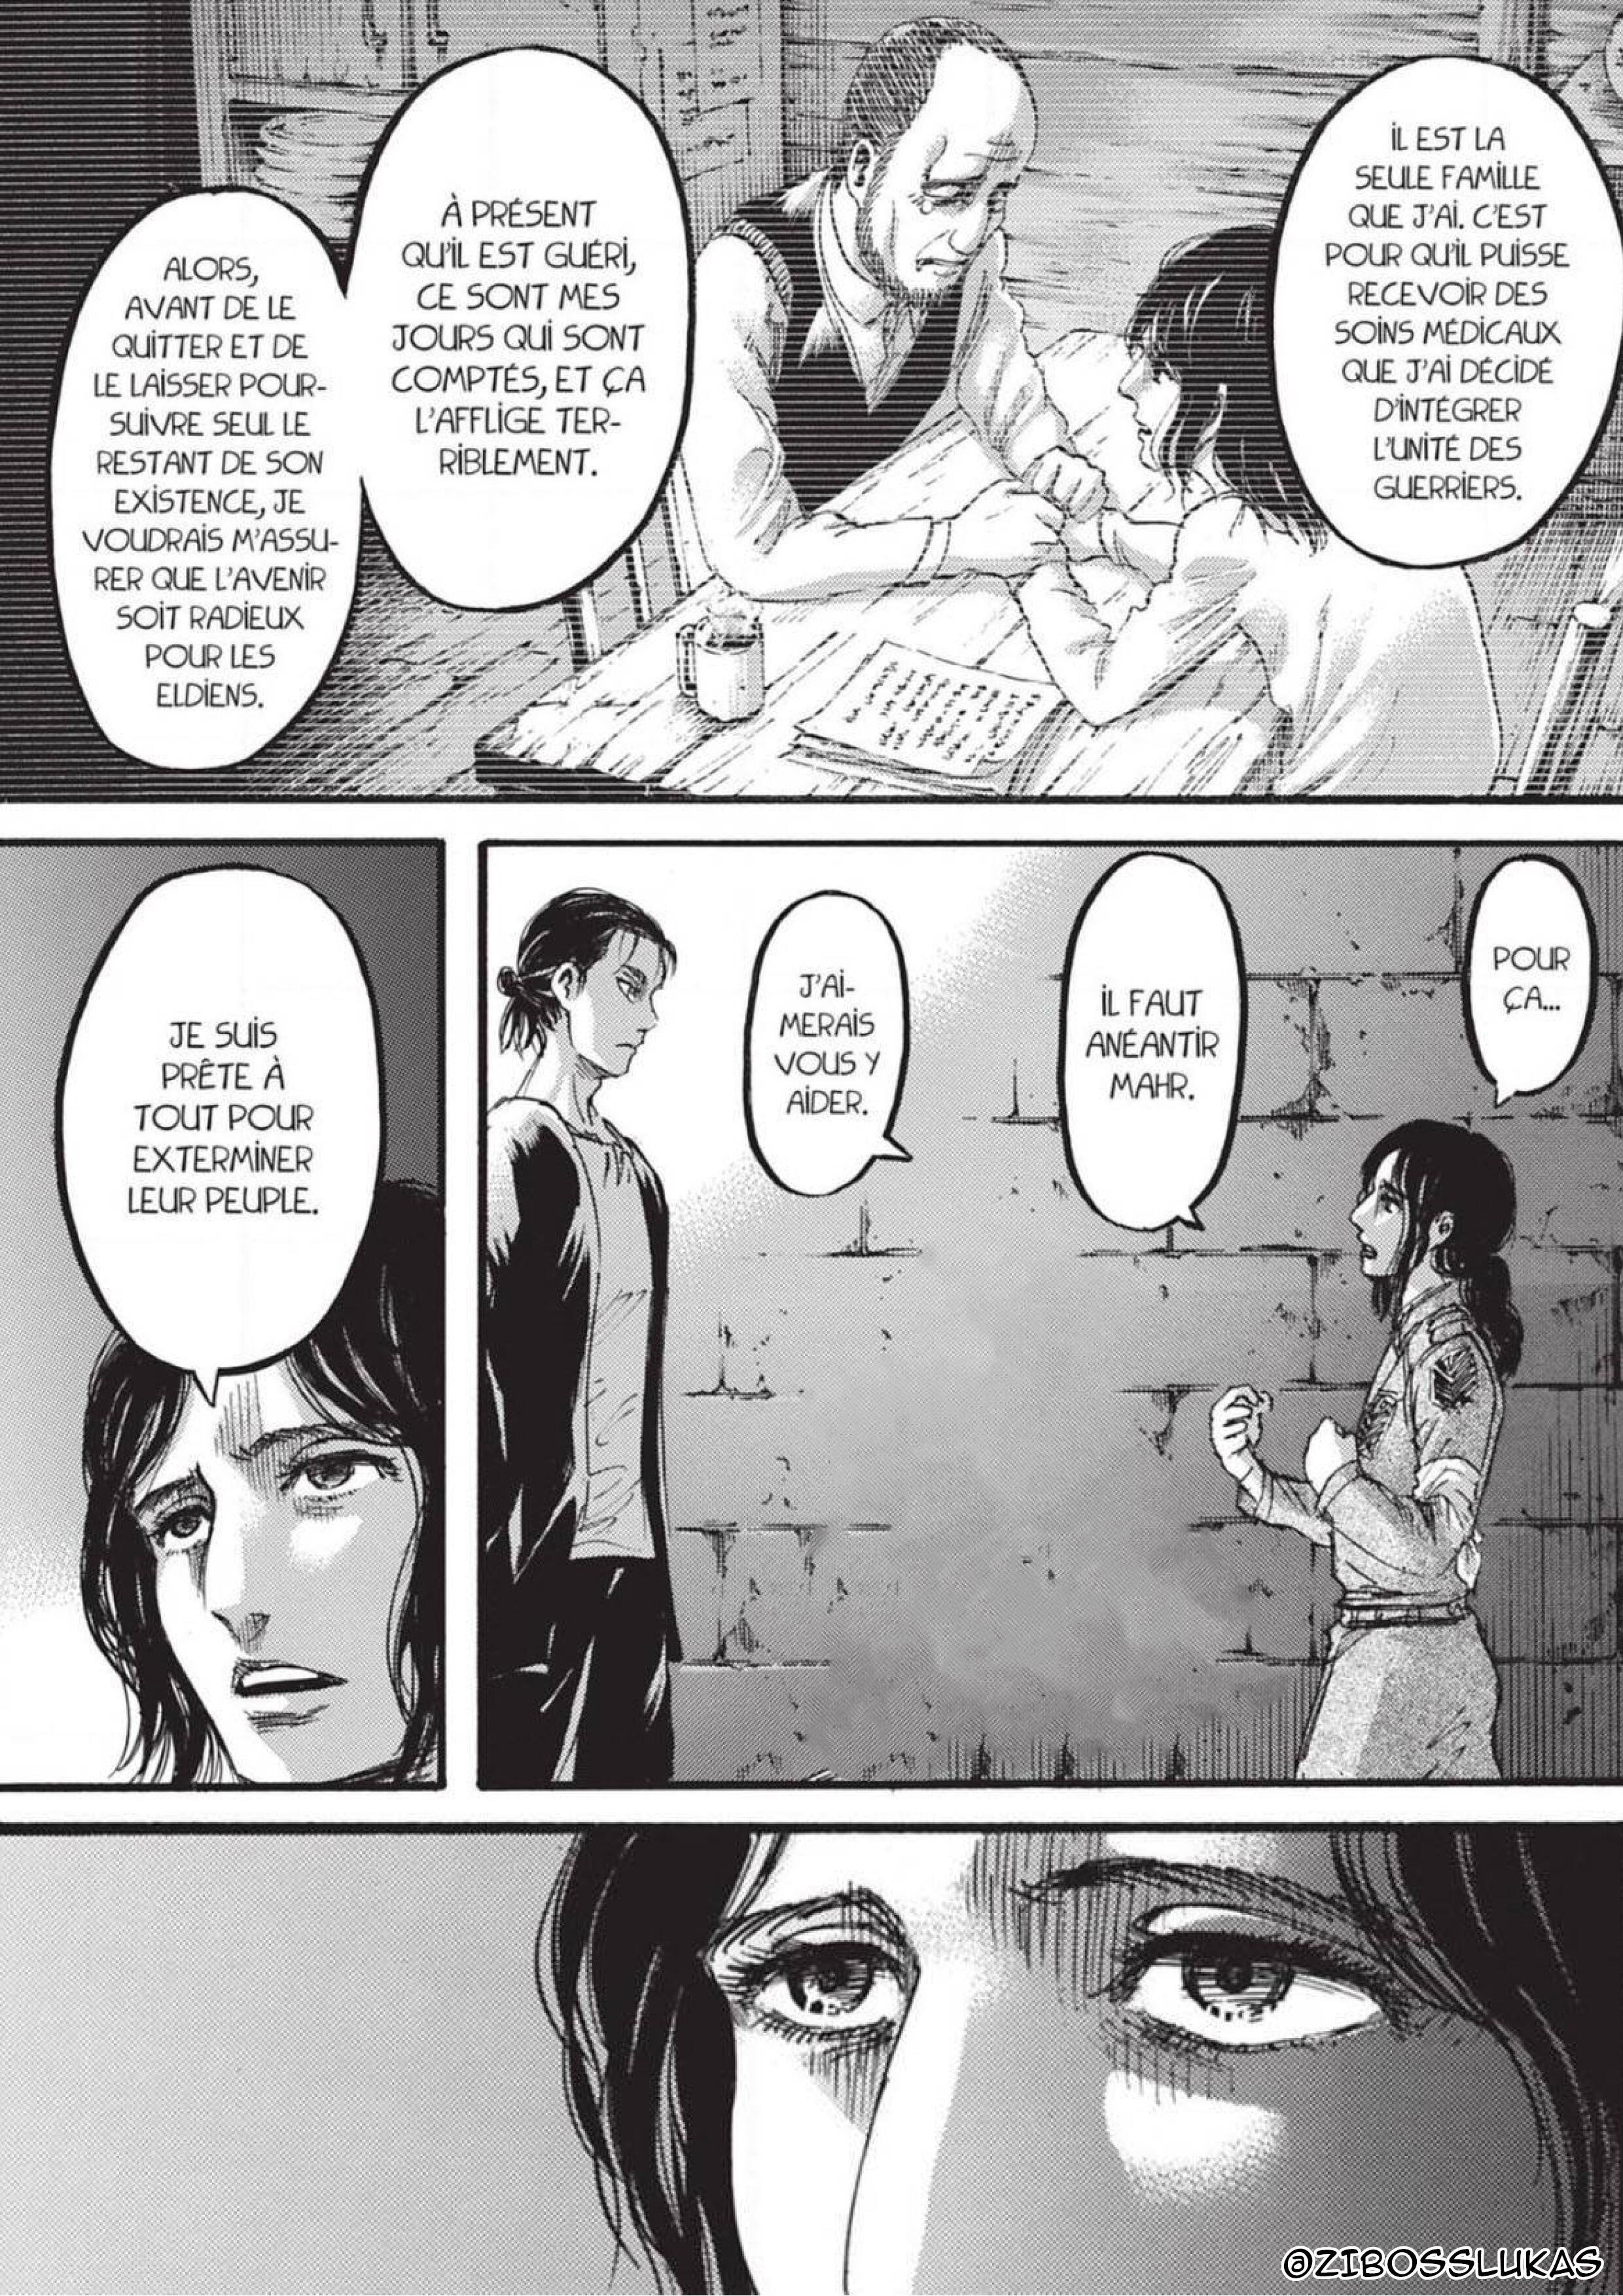 IL EST LA
SEULE FAMILLE
QUE J'AI. C'EST
POUR QU'IL PUISSE
RECEVOIR DES
SOINS MÉDICAUX
QUE J'AI DÉCIDÉ
D'INTÉGRER
L'UNITÉ DES
GUERRIERS.
À PRÉSENT
QU'IL EST GUÉRI,
CE SONT MES
JOURS QUI SONT
COMPTÉS, ET ÇA
L'AFFLIGE TER-
RIBLEMENT.
ALORS,
AVANT DE LE
QUITTER ET DE
LE LAISSER POUR-
SUIVRE SEUL LE
RESTANT DE SON
EXISTENCE, JE
VOUDRAIS M'ASSU-
RER QUE L'AVENIR
SOIT RADIEUX
POUR LES
ELDIENS.
POUR
ÇA...
IL FAUT
ANÉANTIR
MAHR.
J'AI-
MERAIS
VOUS Y
AIDER.
JE SUIS
PRÊTE À
TOUT POUR
EXTERMINER
LEUR PEUPLE.
@ZIBOSSLUKAS